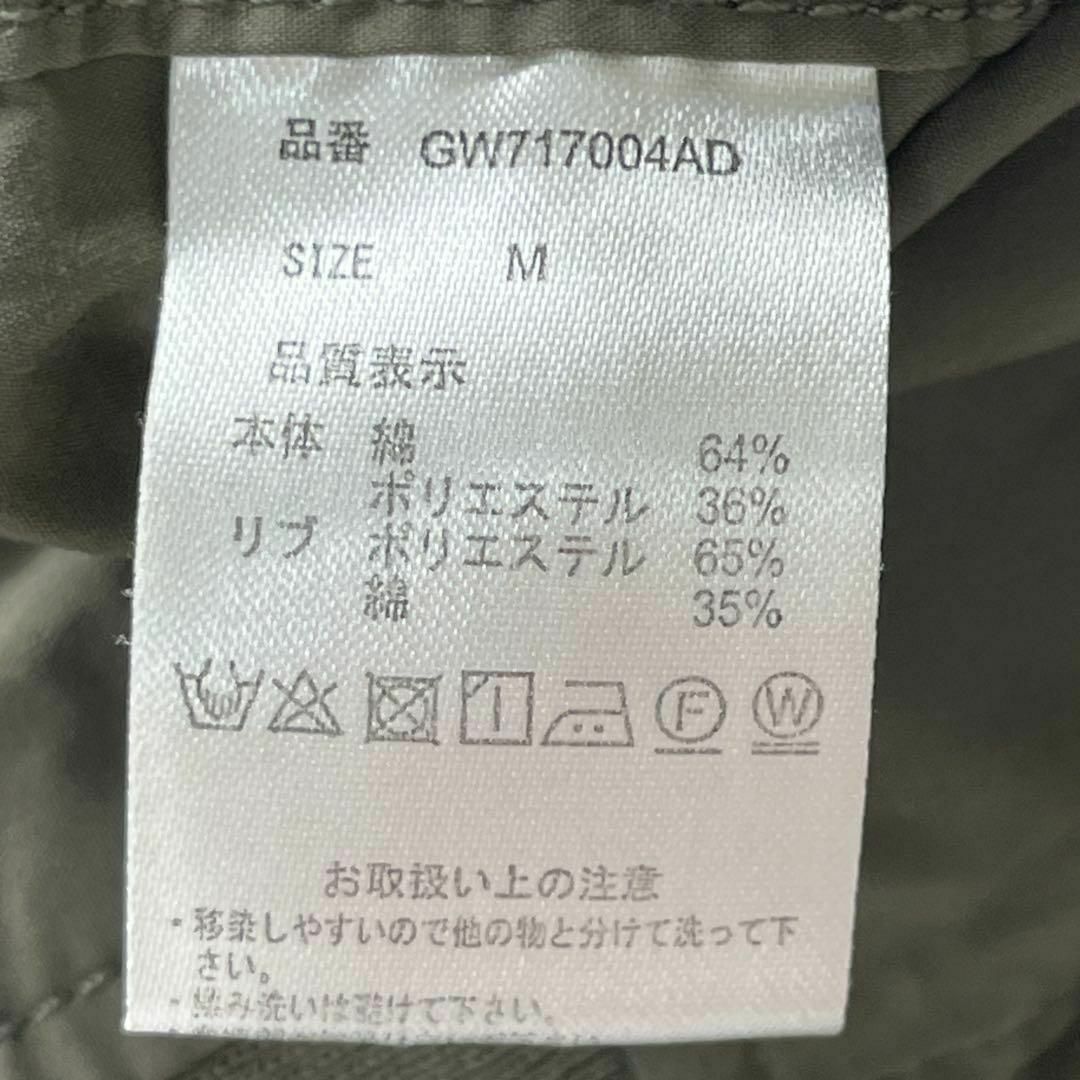 品番 GW717004AD
SIZE M
品質表示
本体 綿 64%
ポリエステル 36%
リブ ポリエステル 65%
綿 35%
F W
お取扱い上の注意
・移染しやすいので他の物と分けて洗って下
さい。
・揉み洗いは避けて下さい。